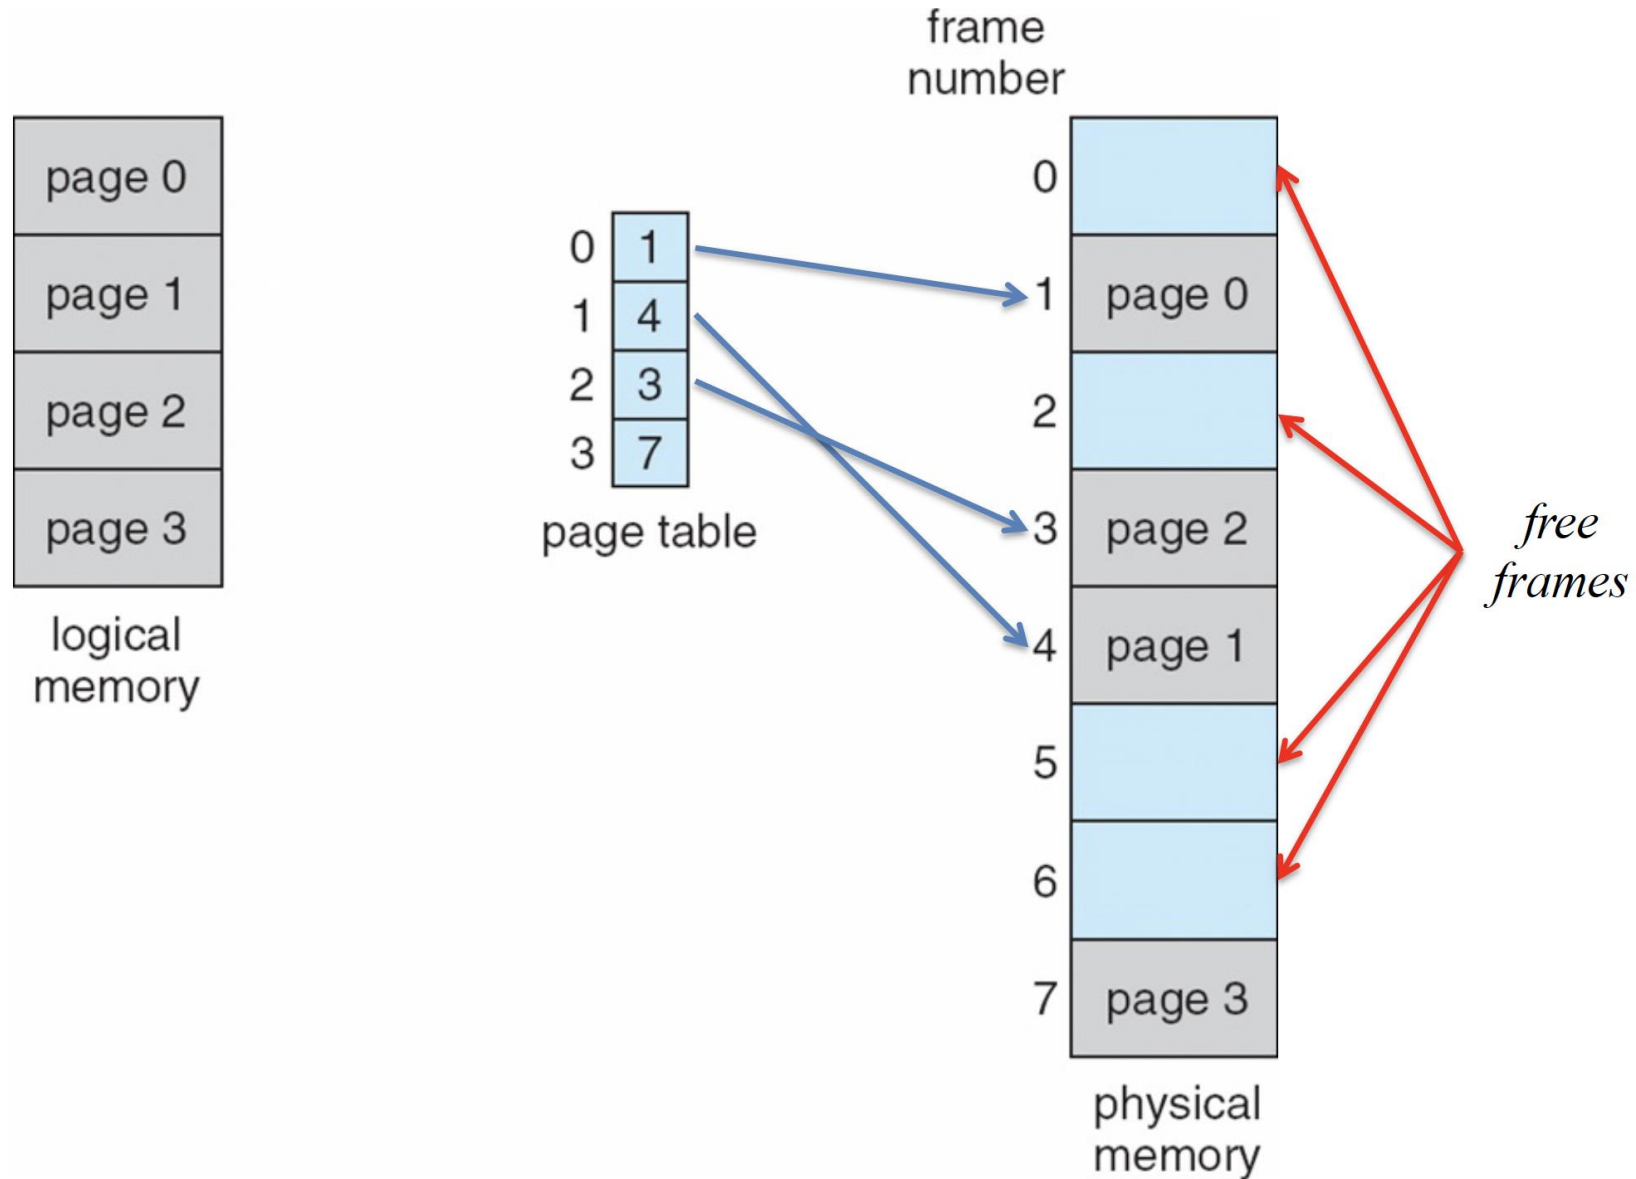 page 0
page 1
page 2
page 3
logical
memory
0 1
1 4
2 3
3 7
page table
frame
number
0
1 page 0
2
3 page 2
4 page 1
5
6
7 page 3
physical
memory
free
frames